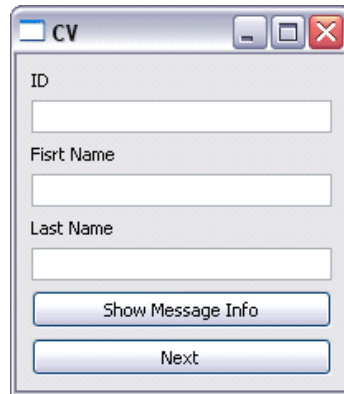 CV
ID
Fisrt Name
Last Name
Show Message Info
Next